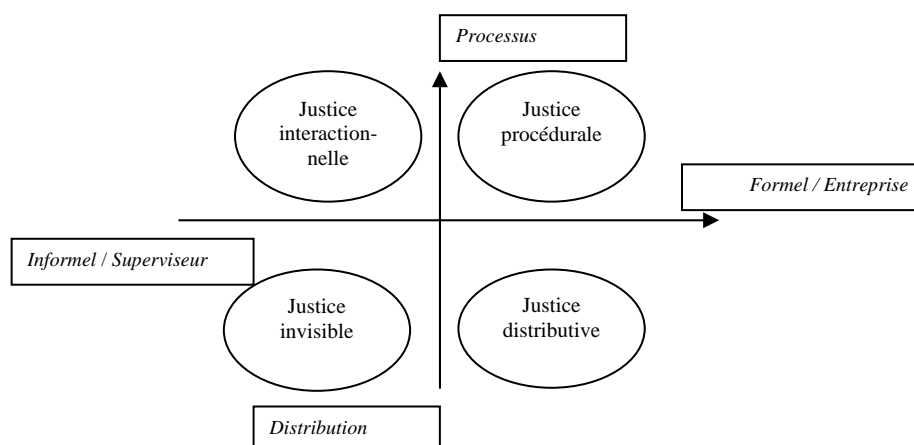 Processus
Justice
interaction-
nelle
Justice
procédurale
Formel / Entreprise
Informel / Superviseur
Justice
invisible
Justice
distributive
Distribution